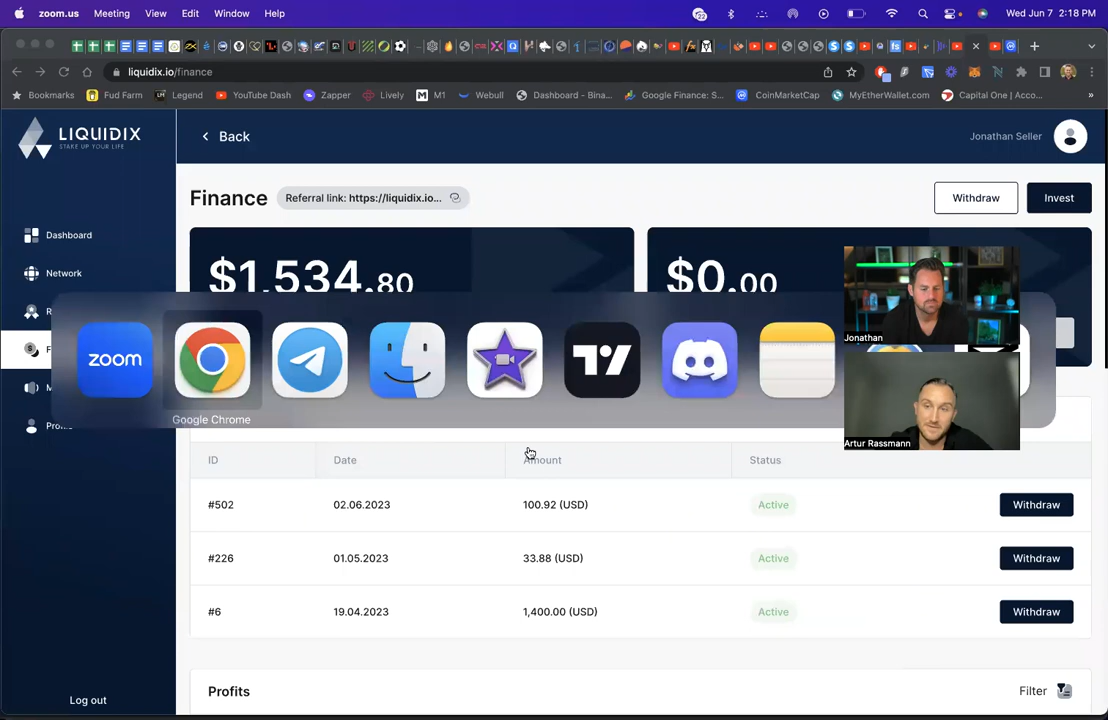 zoom.us Meeting View Edit Window Help Wed Jun 7 2:18 PM
liquidix.io/finance
Bookmarks Fud Farm Legend YouTube Dash Zapper Lively M1 Webull Dashboard - Bina... Google Finance: S... CoinMarketCap MyEtherWallet.com Capital One | Acco... »
LIQUIDIX
STAKE UP YOUR LIFE
Back
Jonathan Seller
Finance
Referral link: https://liquidix.io...
Withdraw
Invest
Dashboard
Network
$1,534.80
$0.00
zoom
Google Chrome
Jonathan
Artur Rassmann
ID Date Amount Status
#502 02.06.2023 100.92 (USD) Active Withdraw
#226 01.05.2023 33.88 (USD) Active Withdraw
#6 19.04.2023 1,400.00 (USD) Active Withdraw
Profits
Filter
Log out